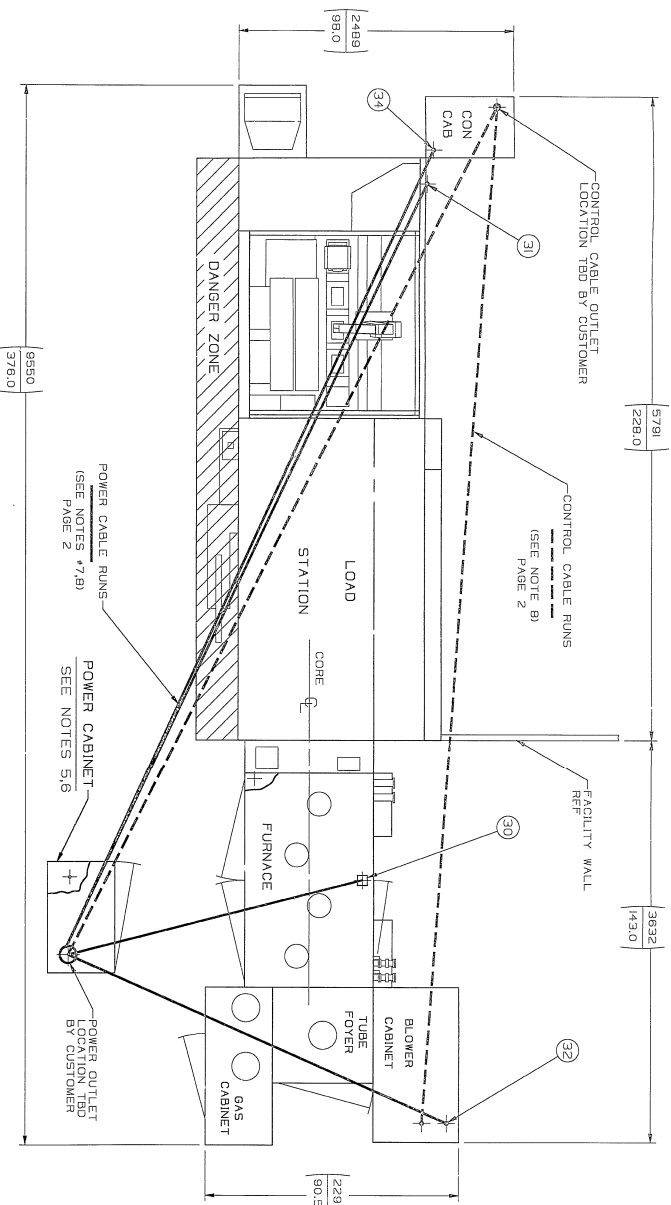 2489
98.0
34
CON
CAB
CONTROL CABLE OUTLET
LOCATION TBD BY CUSTOMER
31
5791
228.0
DANGER ZONE
9550
376.0
CONTROL CABLE RUNS
(SEE NOTE 8)
PAGE 2
LOAD
STATION
CORE
CL
POWER CABLE RUNS
(SEE NOTES #7,9)
PAGE 2
POWER CABINET
SEE NOTES 5,6
FACILITY WALL
REF
30
FURNACE
3632
143.0
BLOWER
CABINET
TUBE
FOYER
GAS
CABINET
32
POWER OUTLET
LOCATION TBD
BY CUSTOMER
229
90.5